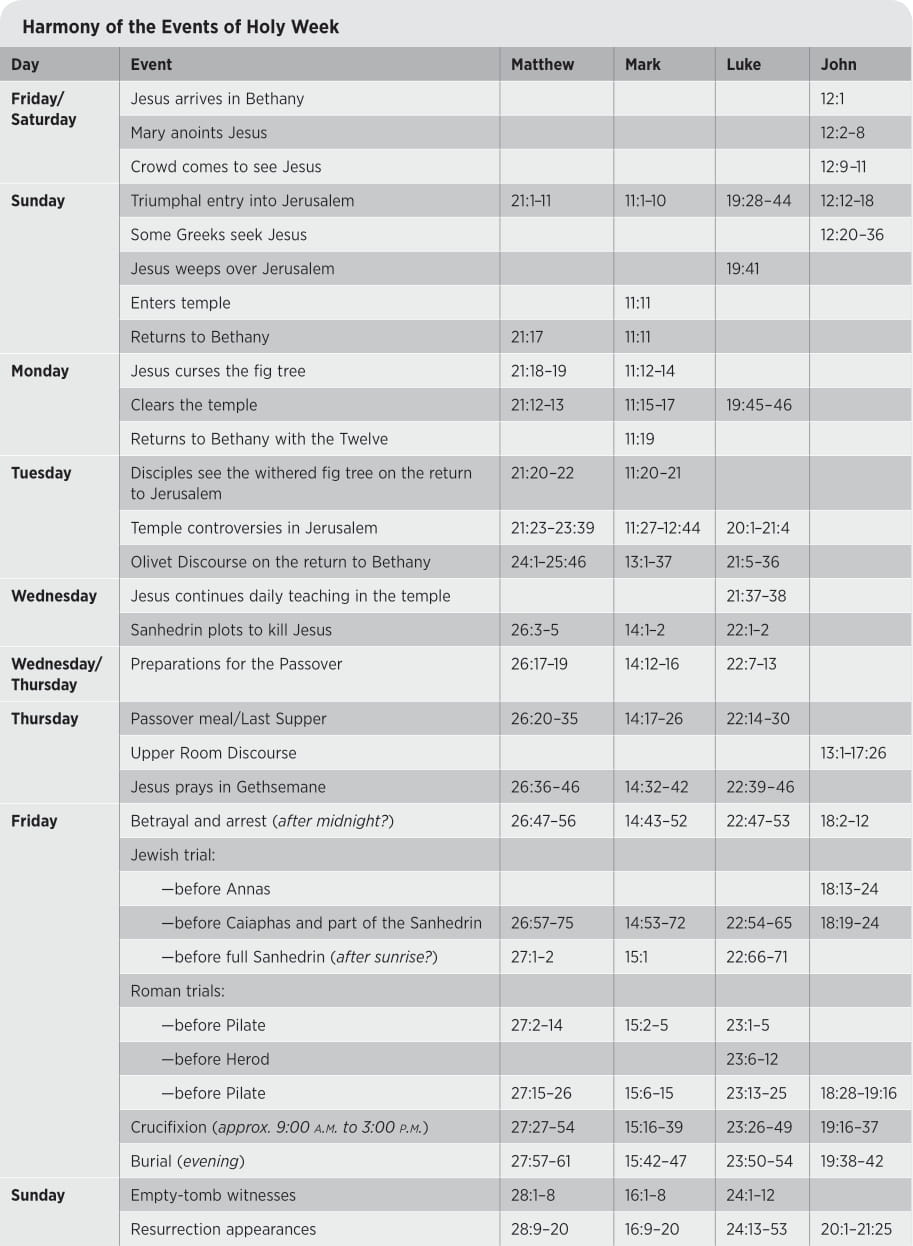 Harmony of the Events of Holy Week
Day Event Matthew Mark Luke John
Friday/ Jesus arrives in Bethany 12:1
Saturday Mary anoints Jesus 12:2–8
Crowd comes to see Jesus 12:9–11
Sunday Triumphal entry into Jerusalem 21:1–11 11:1–10 19:28–44 12:12–18
Some Greeks seek Jesus 12:20–36
Jesus weeps over Jerusalem 19:41
Enters temple 11:11
Returns to Bethany 21:17 11:11
Monday Jesus curses the fig tree 21:18–19 11:12–14
Clears the temple 21:12–13 11:15–17 19:45–46
Returns to Bethany with the Twelve 11:19
Tuesday Disciples see the withered fig tree on the return 21:20–22 11:20–21
to Jerusalem
Temple controversies in Jerusalem 21:23–23:39 11:27–12:44 20:1–21:4
Olivet Discourse on the return to Bethany 24:1–25:46 13:1–37 21:5–36
Wednesday Jesus continues daily teaching in the temple 21:37–38
Sanhedrin plots to kill Jesus 26:3–5 14:1–2 22:1–2
Wednesday/ Preparations for the Passover 26:17–19 14:12–16 22:7–13
Thursday
Thursday Passover meal/Last Supper 26:20–35 14:17–26 22:14–30
Upper Room Discourse 13:1–17:26
Jesus prays in Gethsemane 26:36–46 14:32–42 22:39–46
Friday Betrayal and arrest (after midnight?) 26:47–56 14:43–52 22:47–53 18:2–12
Jewish trial:
—before Annas 18:13–24
—before Caiaphas and part of the Sanhedrin 26:57–75 14:53–72 22:54–65 18:19–24
—before full Sanhedrin (after sunrise?) 27:1–2 15:1 22:66–71
Roman trials:
—before Pilate 27:2–14 15:2–5 23:1–5
—before Herod 23:6–12
—before Pilate 27:15–26 15:6–15 23:13–25 18:28–19:16
Crucifixion (approx. 9:00 A.M. to 3:00 P.M.) 27:27–54 15:16–39 23:26–49 19:16–37
Burial (evening) 27:57–61 15:42–47 23:50–54 19:38–42
Sunday Empty-tomb witnesses 28:1–8 16:1–8 24:1–12
Resurrection appearances 28:9–20 16:9–20 24:13–53 20:1–21:25